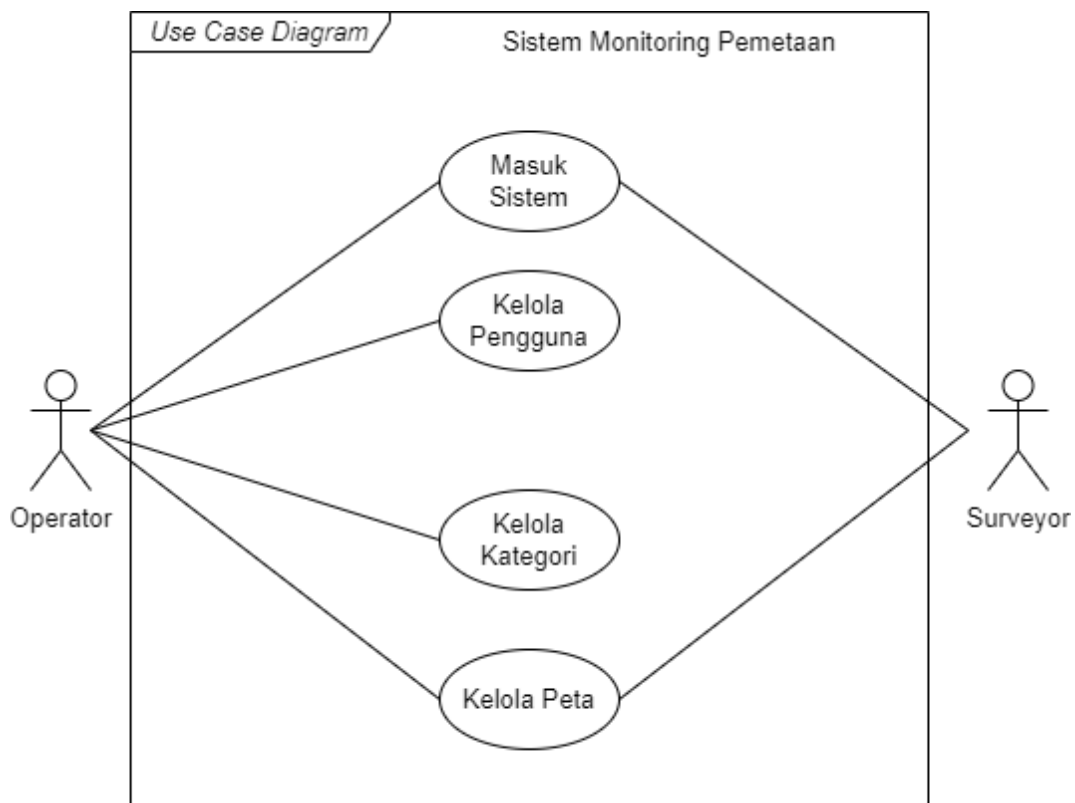 Use Case Diagram
Sistem Monitoring Pemetaan
Masuk
Sistem
Kelola
Pengguna
Operator
Surveyor
Kelola
Kategori
Kelola Peta